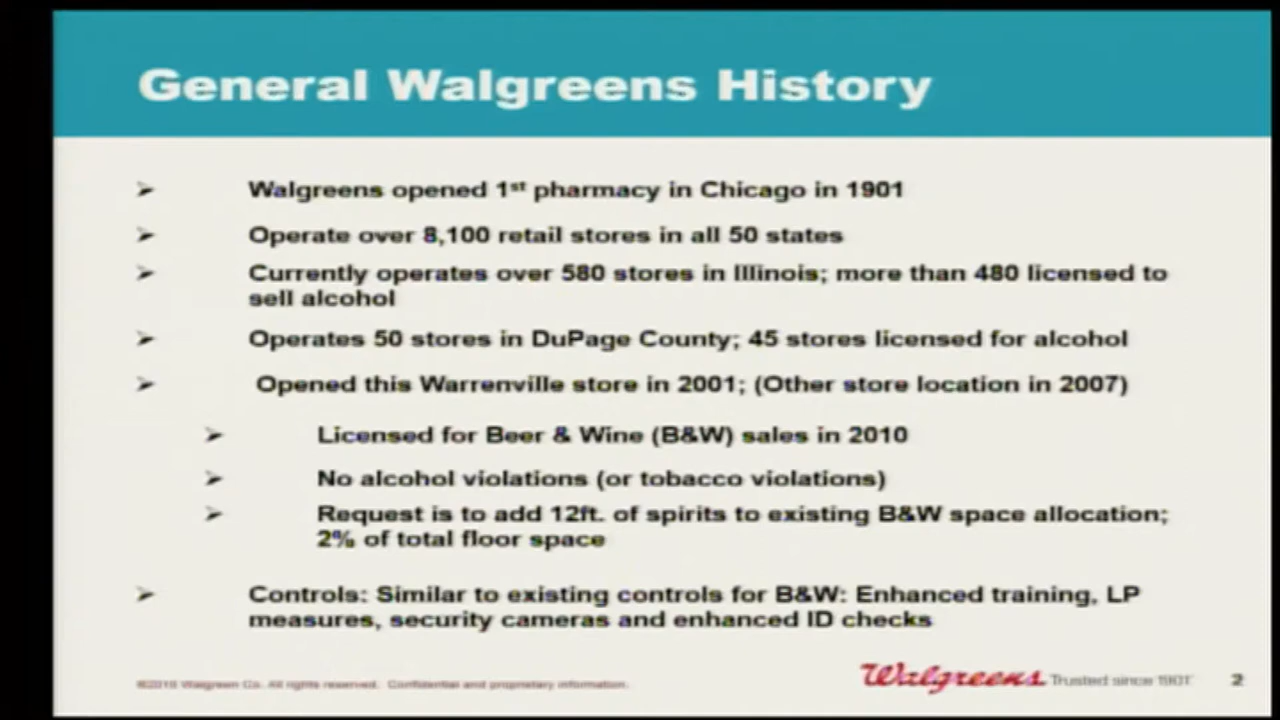 General Walgreens History
➢ Walgreens opened 1st pharmacy in Chicago in 1901
➢ Operate over 8,100 retail stores in all 50 states
➢ Currently operates over 580 stores in Illinois; more than 480 licensed to
sell alcohol
➢ Operates 50 stores in DuPage County; 45 stores licensed for alcohol
➢ Opened this Warrenville store in 2001; (Other store location in 2007)
➢ Licensed for Beer & Wine (B&W) sales in 2010
➢ No alcohol violations (or tobacco violations)
➢ Request is to add 12ft. of spirits to existing B&W space allocation;
2% of total floor space
➢ Controls: Similar to existing controls for B&W: Enhanced training, LP
measures, security cameras and enhanced ID checks
Walgreen Co. All rights reserved. Confidential and proprietary information.
Walgreens Trusted since 1901 2